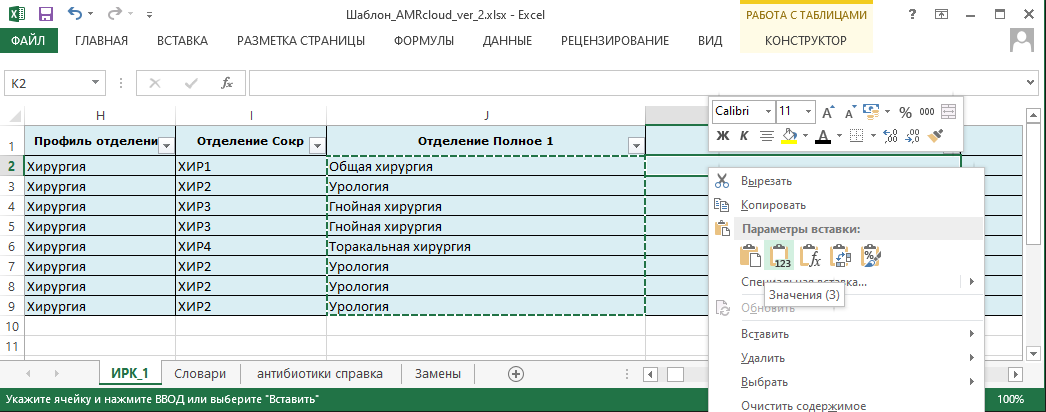 Шаблон_AMRcloud_ver_2.xlsx - Excel
РАБОТА С ТАБЛИЦАМИ
ФАЙЛ ГЛАВНАЯ ВСТАВКА РАЗМЕТКА СТРАНИЦЫ ФОРМУЛЫ ДАННЫЕ РЕЦЕНЗИРОВАНИЕ ВИД КОНСТРУКТОР
K2 fx
Calibri 11 A A % 000
Ж К A ,00 ,0
H I J
1 Профиль отделени Отделение Сокр Отделение Полное 1
2 Хирургия ХИР1 Общая хирургия
3 Хирургия ХИР2 Урология
4 Хирургия ХИР3 Гнойная хирургия
5 Хирургия ХИР3 Гнойная хирургия
6 Хирургия ХИР4 Торакальная хирургия
7 Хирургия ХИР2 Урология
8 Хирургия ХИР2 Урология
9 Хирургия ХИР2 Урология
10
11
Вырезать
Копировать
Параметры вставки:
123 fx %
Специальная вставка...
Значения (3)
Обновить
Вставить
Удалить
Выбрать
Очистить содержимое
ИРК_1 Словари антибиотики справка Замены
Укажите ячейку и нажмите ВВОД или выберите "Вставить" 100%